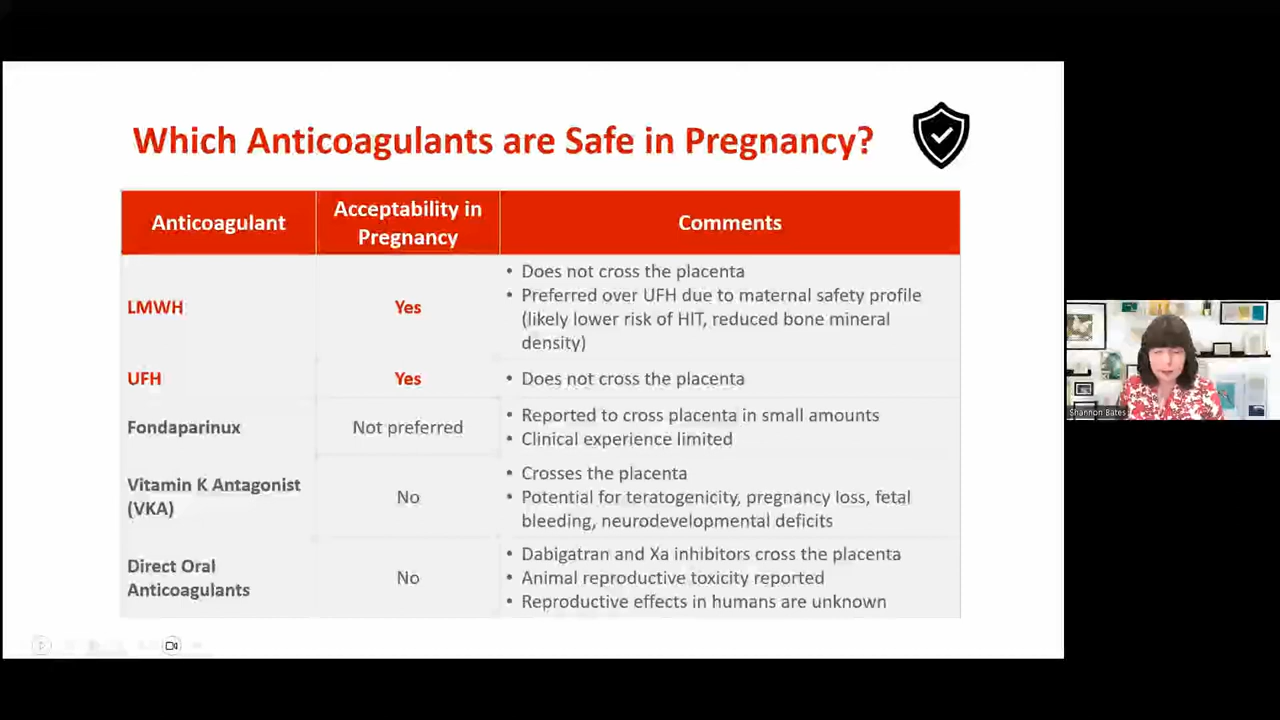 Which Anticoagulants are Safe in Pregnancy?
Anticoagulant
Acceptability in
Pregnancy
Comments
LMWH
Yes
• Does not cross the placenta
• Preferred over UFH due to maternal safety profile
(likely lower risk of HIT, reduced bone mineral
density)
UFH
Yes
• Does not cross the placenta
Fondaparinux
Not preferred
• Reported to cross placenta in small amounts
• Clinical experience limited
Vitamin K Antagonist
(VKA)
No
• Crosses the placenta
• Potential for teratogenicity, pregnancy loss, fetal
bleeding, neurodevelopmental deficits
Direct Oral
Anticoagulants
No
• Dabigatran and Xa inhibitors cross the placenta
• Animal reproductive toxicity reported
• Reproductive effects in humans are unknown
Shannon Bates